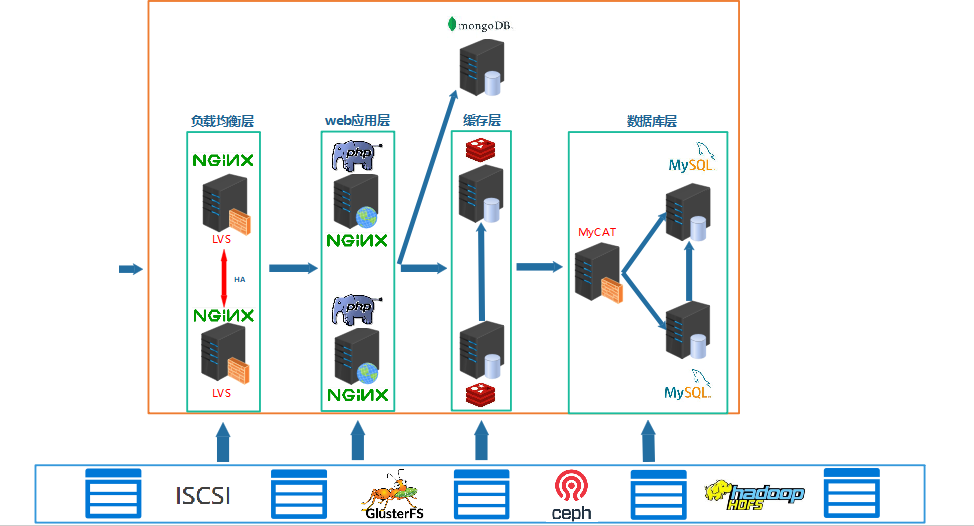 mongoDB
负载均衡层
web应用层
缓存层
数据库层
NGINX
LVS
HA
NGINX
LVS
php
NGINX
php
NGINX
MySQL
MyCAT
MySQL
ISCSI
GlusterFS
ceph
hadoop
HDFS